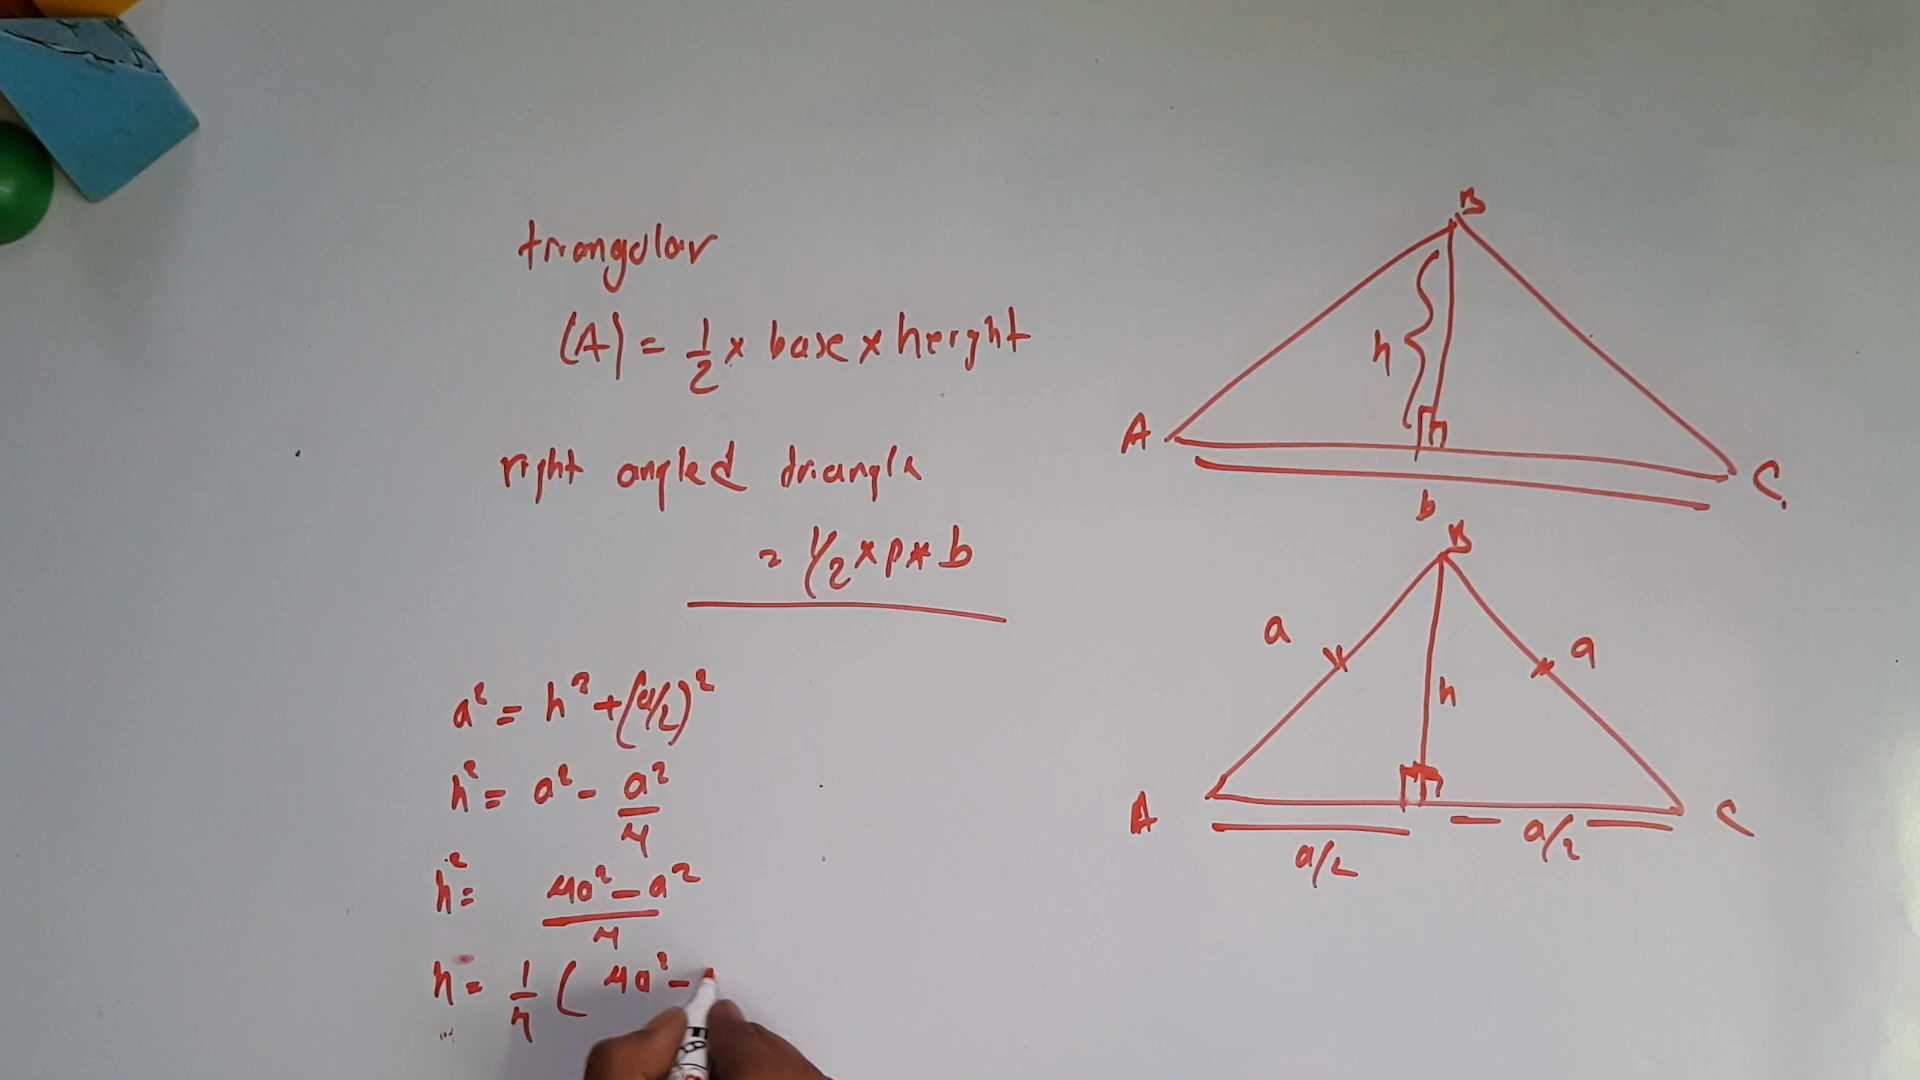 triangular
(A) = 1/2 × base × height
right angled triangle
= 1/2 × p × b
a² = h² + (a/2)²
h² = a² - a²/4
h² = 4a² - a²/4
h = 1/4 ( 4a² -
B
h
A
C
b
B
a
a
h
A
C
a/2
a/2